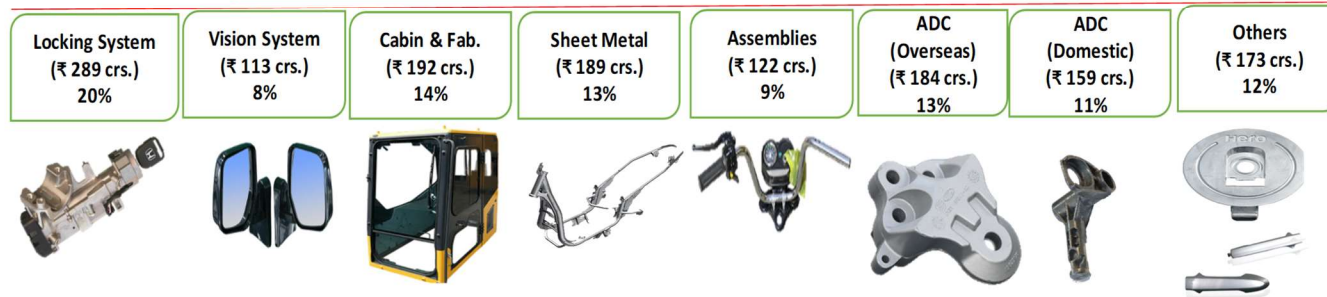 Locking System
(₹ 289 crs.)
20%
Vision System
(₹ 113 crs.)
8%
Cabin & Fab.
(₹ 192 crs.)
14%
Sheet Metal
(₹ 189 crs.)
13%
Assemblies
(₹ 122 crs.)
9%
ADC
(Overseas)
(₹ 184 crs.)
13%
ADC
(Domestic)
(₹ 159 crs.)
11%
Others
(₹ 173 crs.)
12%
Hero